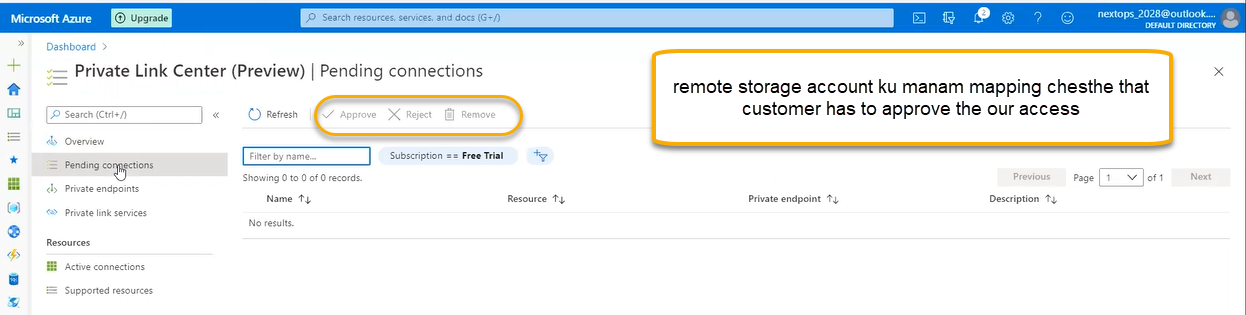 Microsoft Azure
Upgrade
Search resources, services, and docs (G+/)
2
nextops_2028@outlook....
DEFAULT DIRECTORY
Dashboard
Private Link Center (Preview) | Pending connections
remote storage account ku manam mapping chesthe that
customer has to approve the our access
Search (Ctrl+/)
Refresh
Approve
Reject
Remove
Overview
Pending connections
Private endpoints
Private link services
Resources
Active connections
Supported resources
Filter by name...
Subscription == Free Trial
Showing 0 to 0 of 0 records.
Previous
Page
1
of 1
Next
Name
Resource
Private endpoint
Description
No results.